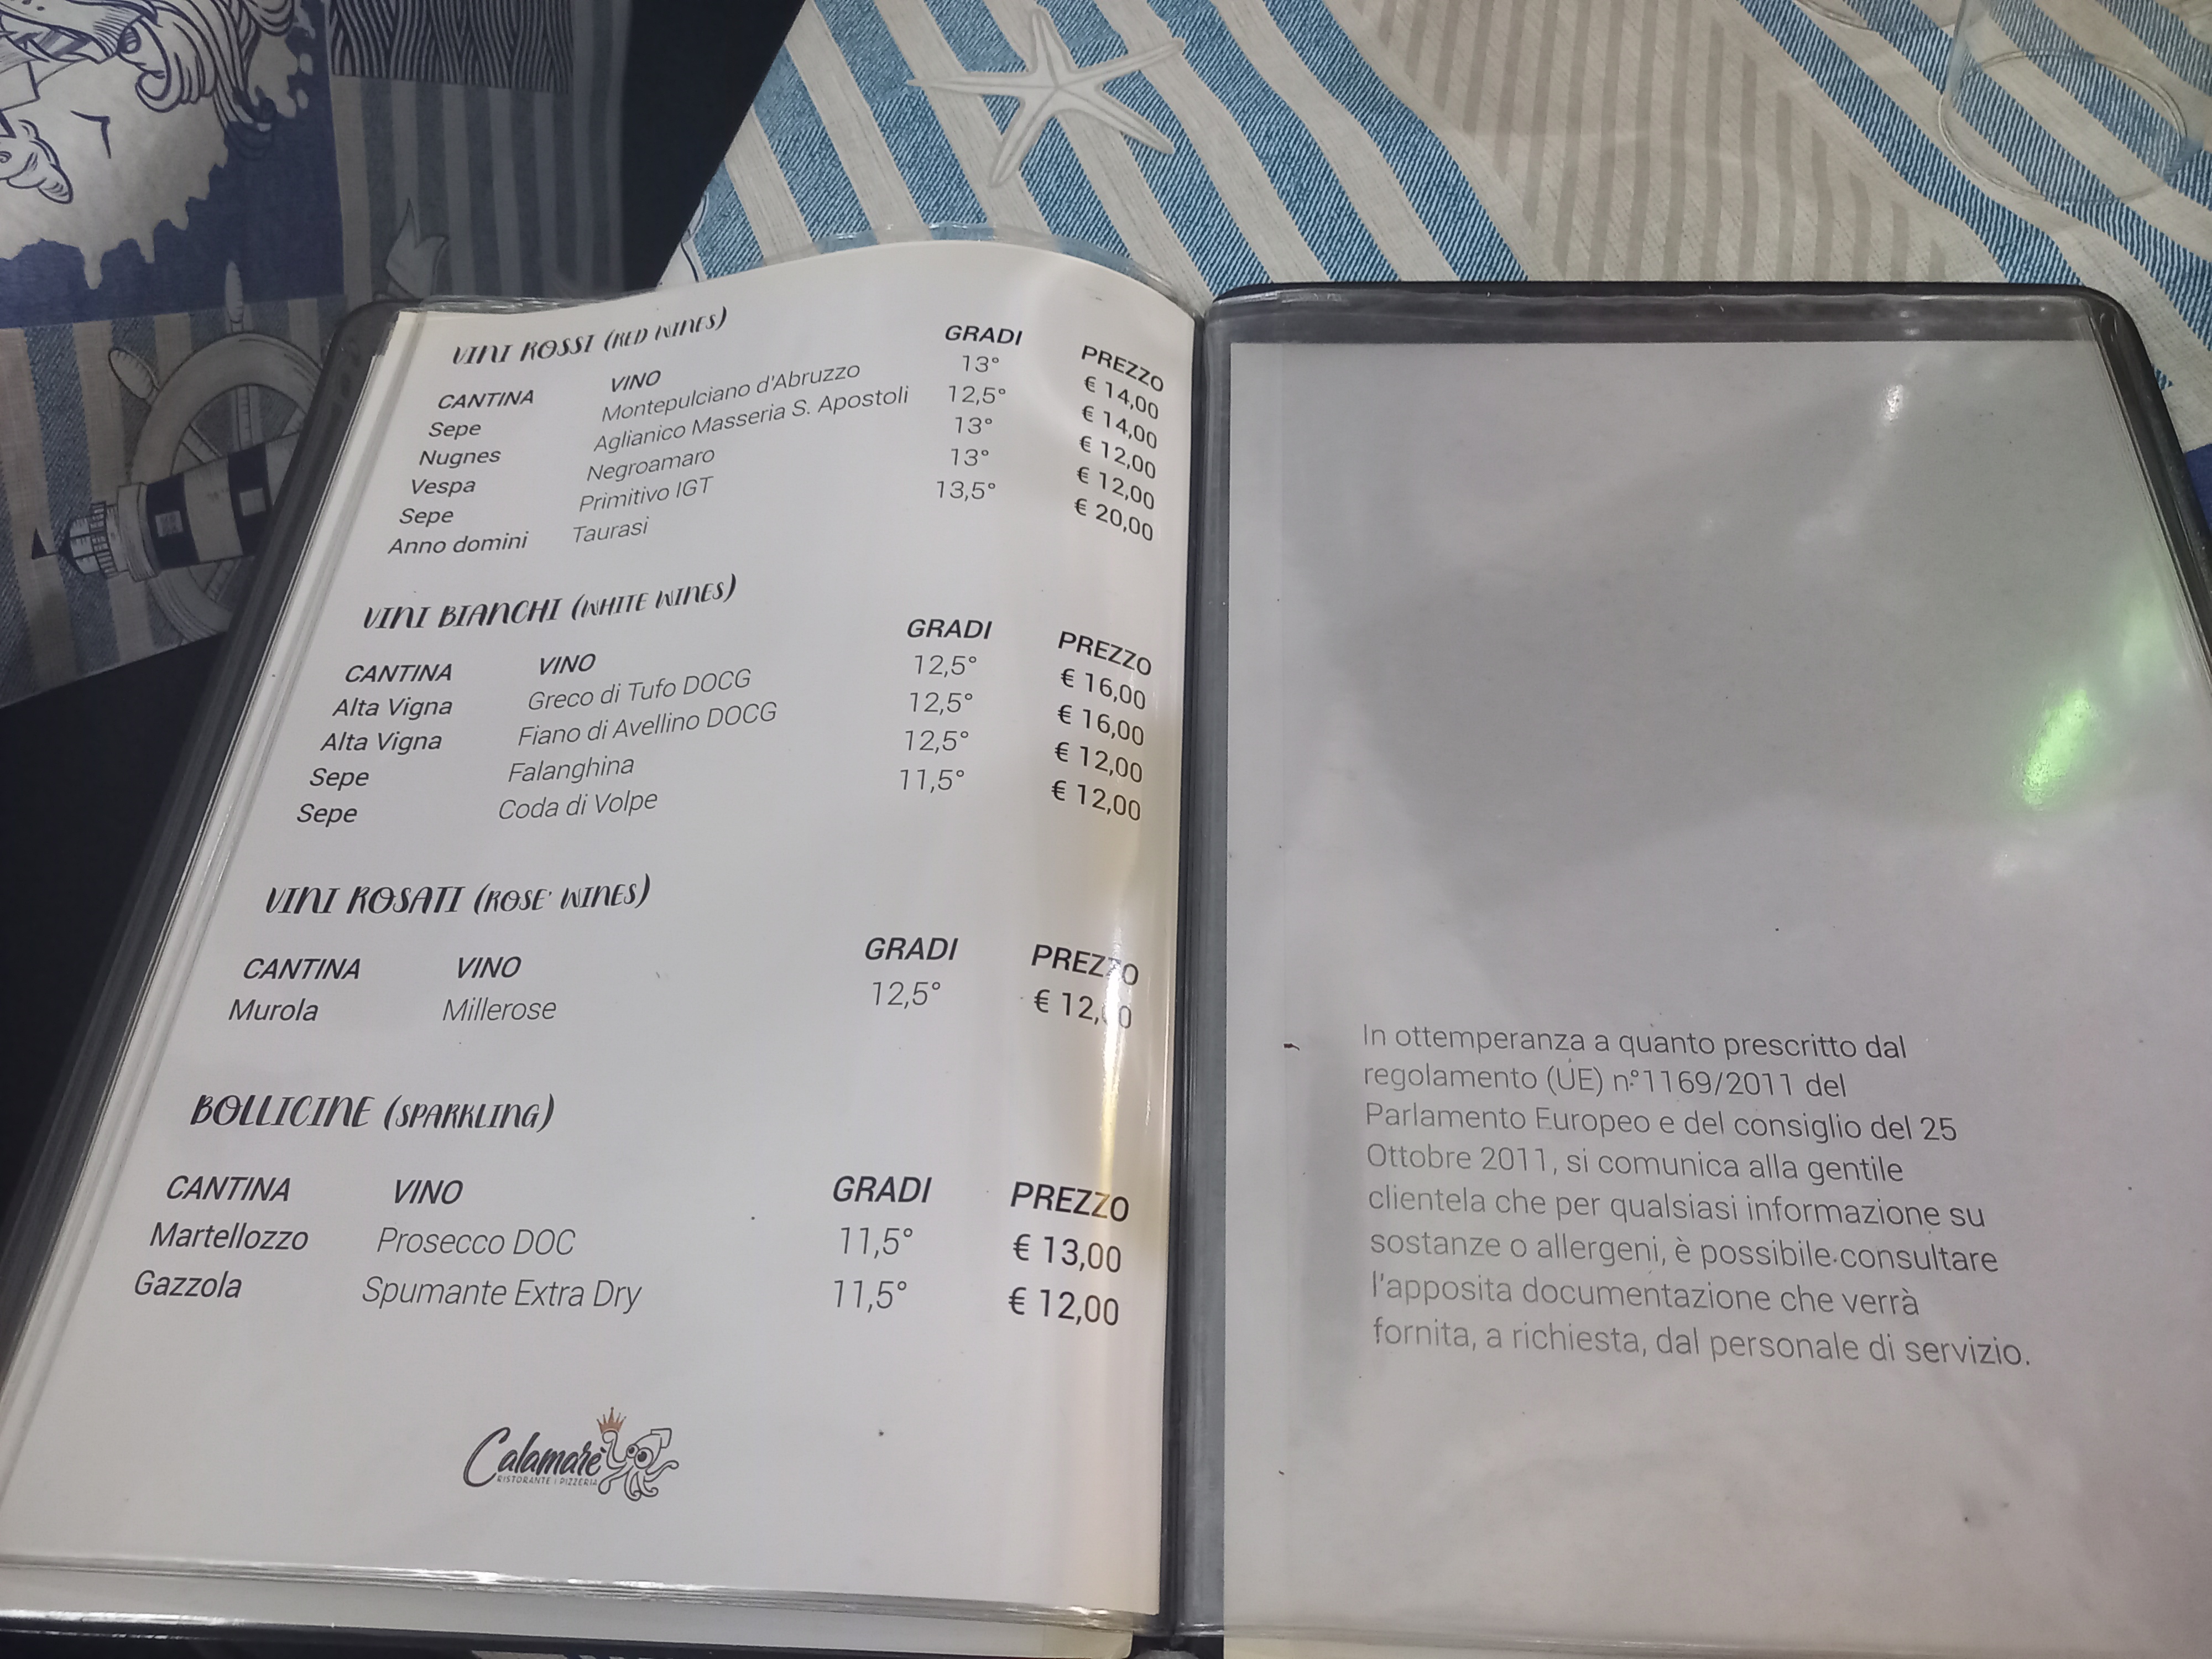 VINI ROSSI (RED WINES)
CANTINA VINO GRADI PREZZO
Sepe Montepulciano d'Abruzzo 13° € 14,00
Nugnes Aglianico Masseria S. Apostoli 12,5° € 14,00
Vespa Negroamaro 13° € 12,00
Sepe Primitivo IGT 13° € 12,00
Anno domini Taurasi 13,5° € 20,00
VINI BIANCHI (WHITE WINES)
CANTINA VINO GRADI PREZZO
Alta Vigna Greco di Tufo DOCG 12,5° € 16,00
Alta Vigna Fiano di Avellino DOCG 12,5° € 16,00
Sepe Falanghina 12,5° € 12,00
Sepe Coda di Volpe 11,5° € 12,00
VINI ROSATI (ROSE' WINES)
CANTINA VINO GRADI PREZZO
Murola Millerose 12,5° € 12,00
BOLLICINE (SPARKLING)
CANTINA VINO GRADI PREZZO
Martellozzo Prosecco DOC 11,5° € 13,00
Gazzola Spumante Extra Dry 11,5° € 12,00
Calamarè
RISTORANTE | PIZZERIA
In ottemperanza a quanto prescritto dal
regolamento (UE) n°1169/2011 del
Parlamento Europeo e del consiglio del 25
Ottobre 2011, si comunica alla gentile
clientela che per qualsiasi informazione su
sostanze o allergeni, è possibile consultare
l'apposita documentazione che verrà
fornita, a richiesta, dal personale di servizio.